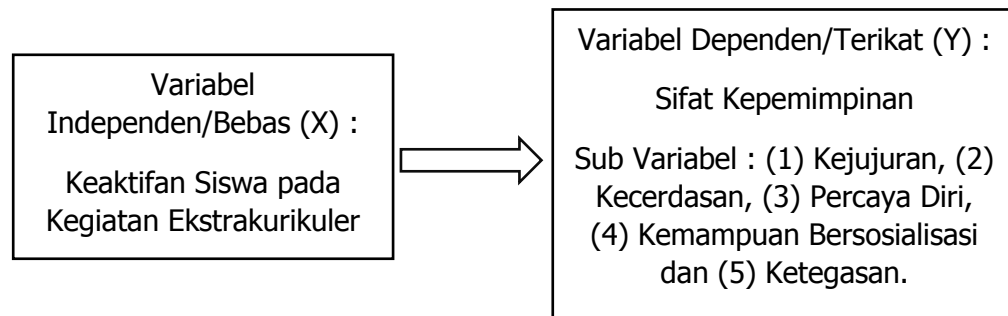 Variabel
Independen/Bebas (X) :
Keaktifan Siswa pada
Kegiatan Ekstrakurikuler
Variabel Dependen/Terikat (Y) :
Sifat Kepemimpinan
Sub Variabel : (1) Kejujuran, (2)
Kecerdasan, (3) Percaya Diri,
(4) Kemampuan Bersosialisasi
dan (5) Ketegasan.